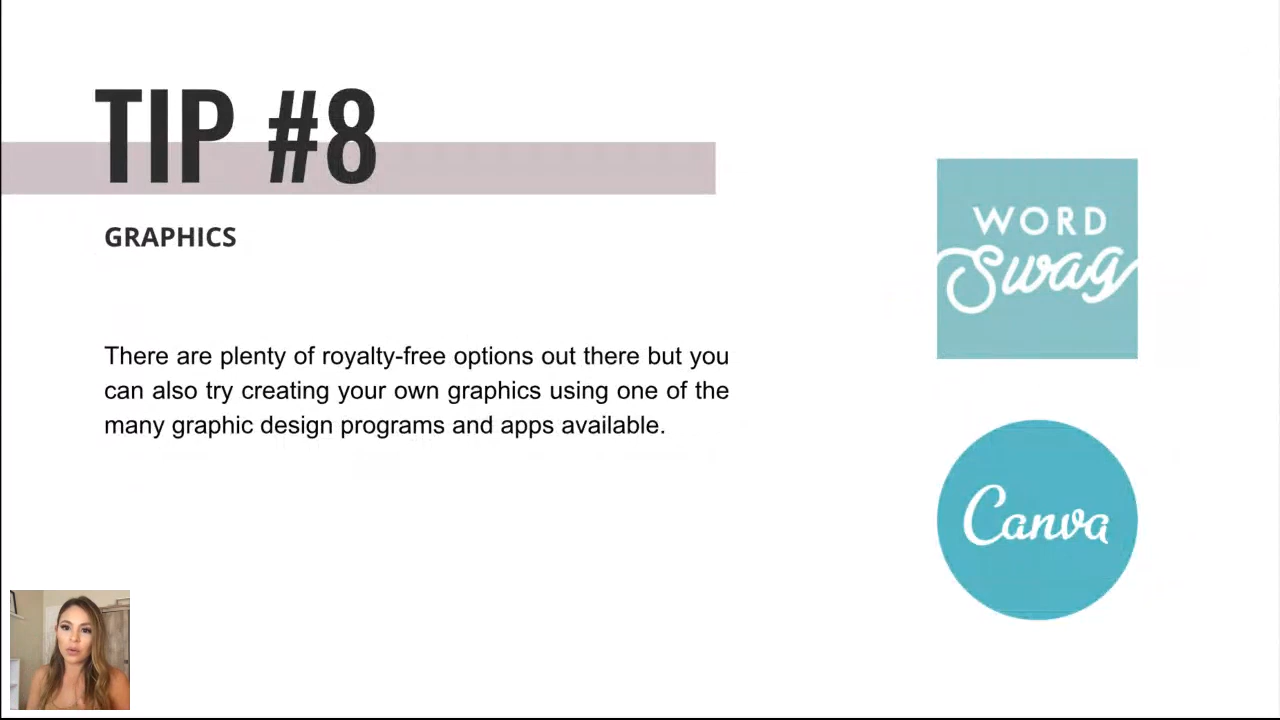 TIP #8
GRAPHICS
There are plenty of royalty-free options out there but you
can also try creating your own graphics using one of the
many graphic design programs and apps available.
WORD
Swag
Canva